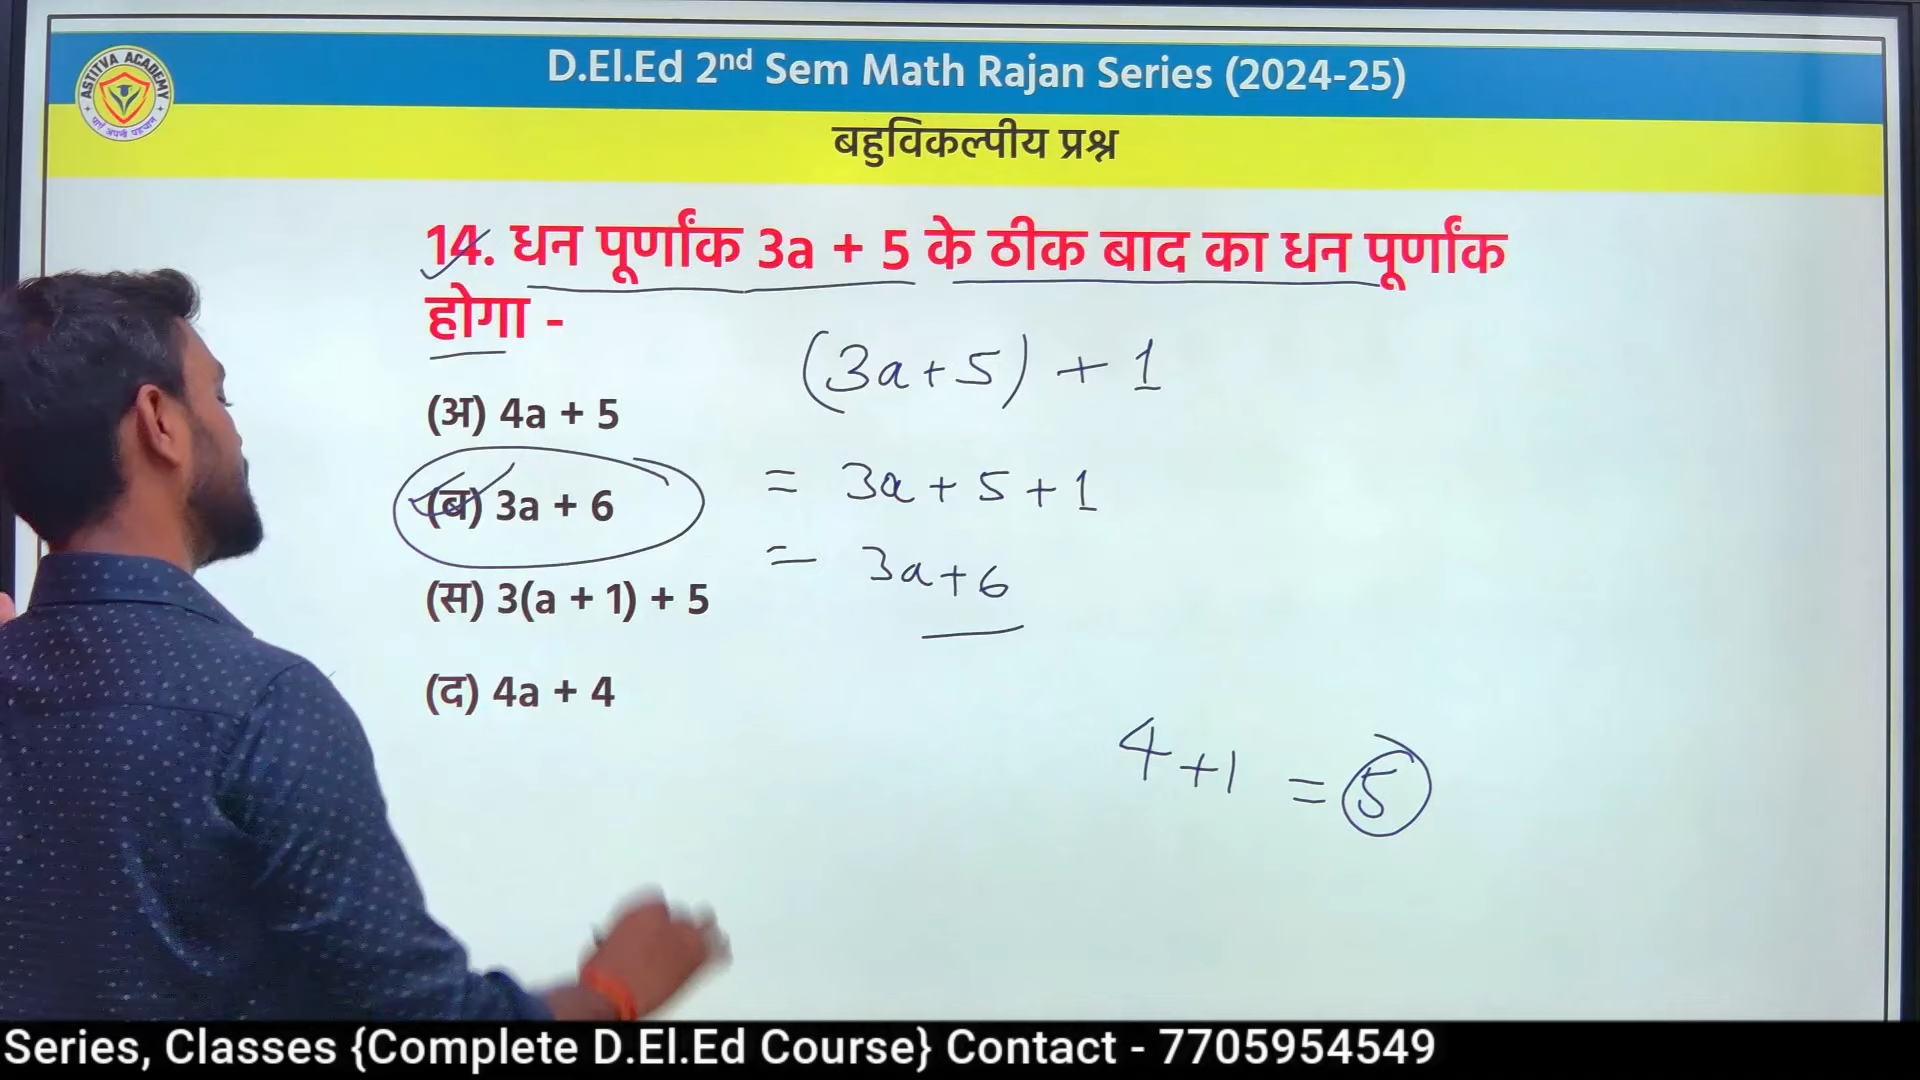 ASTITVA ACADEMY
D.El.Ed 2nd Sem Math Rajan Series (2024-25)
बहुविकल्पीय प्रश्न
14. धन पूर्णांक 3a + 5 के ठीक बाद का धन पूर्णांक
होगा -
(3a+5) + 1
(अ) 4a + 5
(ब) 3a + 6
= 3a + 5 + 1
= 3a+6
(स) 3(a + 1) + 5
(द) 4a + 4
4+1 = 5
Series, Classes {Complete D.El.Ed Course} Contact - 7705954549